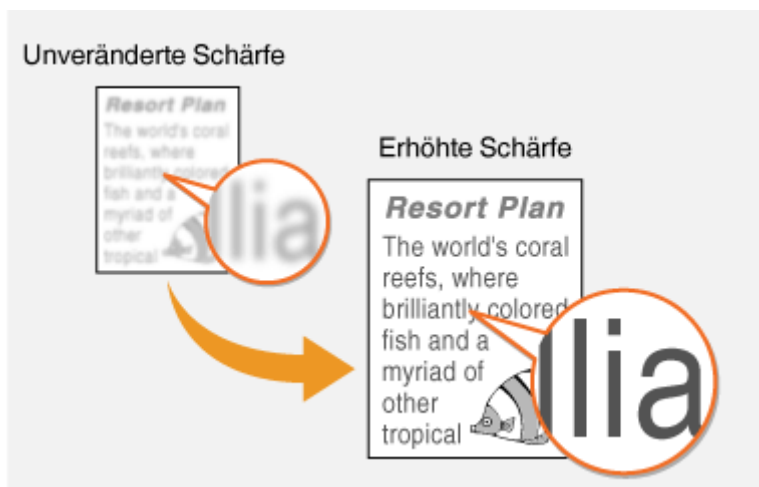 Unveränderte Schärfe
Resort Plan
The world's coral
reefs, where
brilliantly colored
fish and a
myriad of
other
tropical
lia
Erhöhte Schärfe
Resort Plan
The world's coral
reefs, where
brilliantly colored
fish and a
myriad of
other
tropical
llia